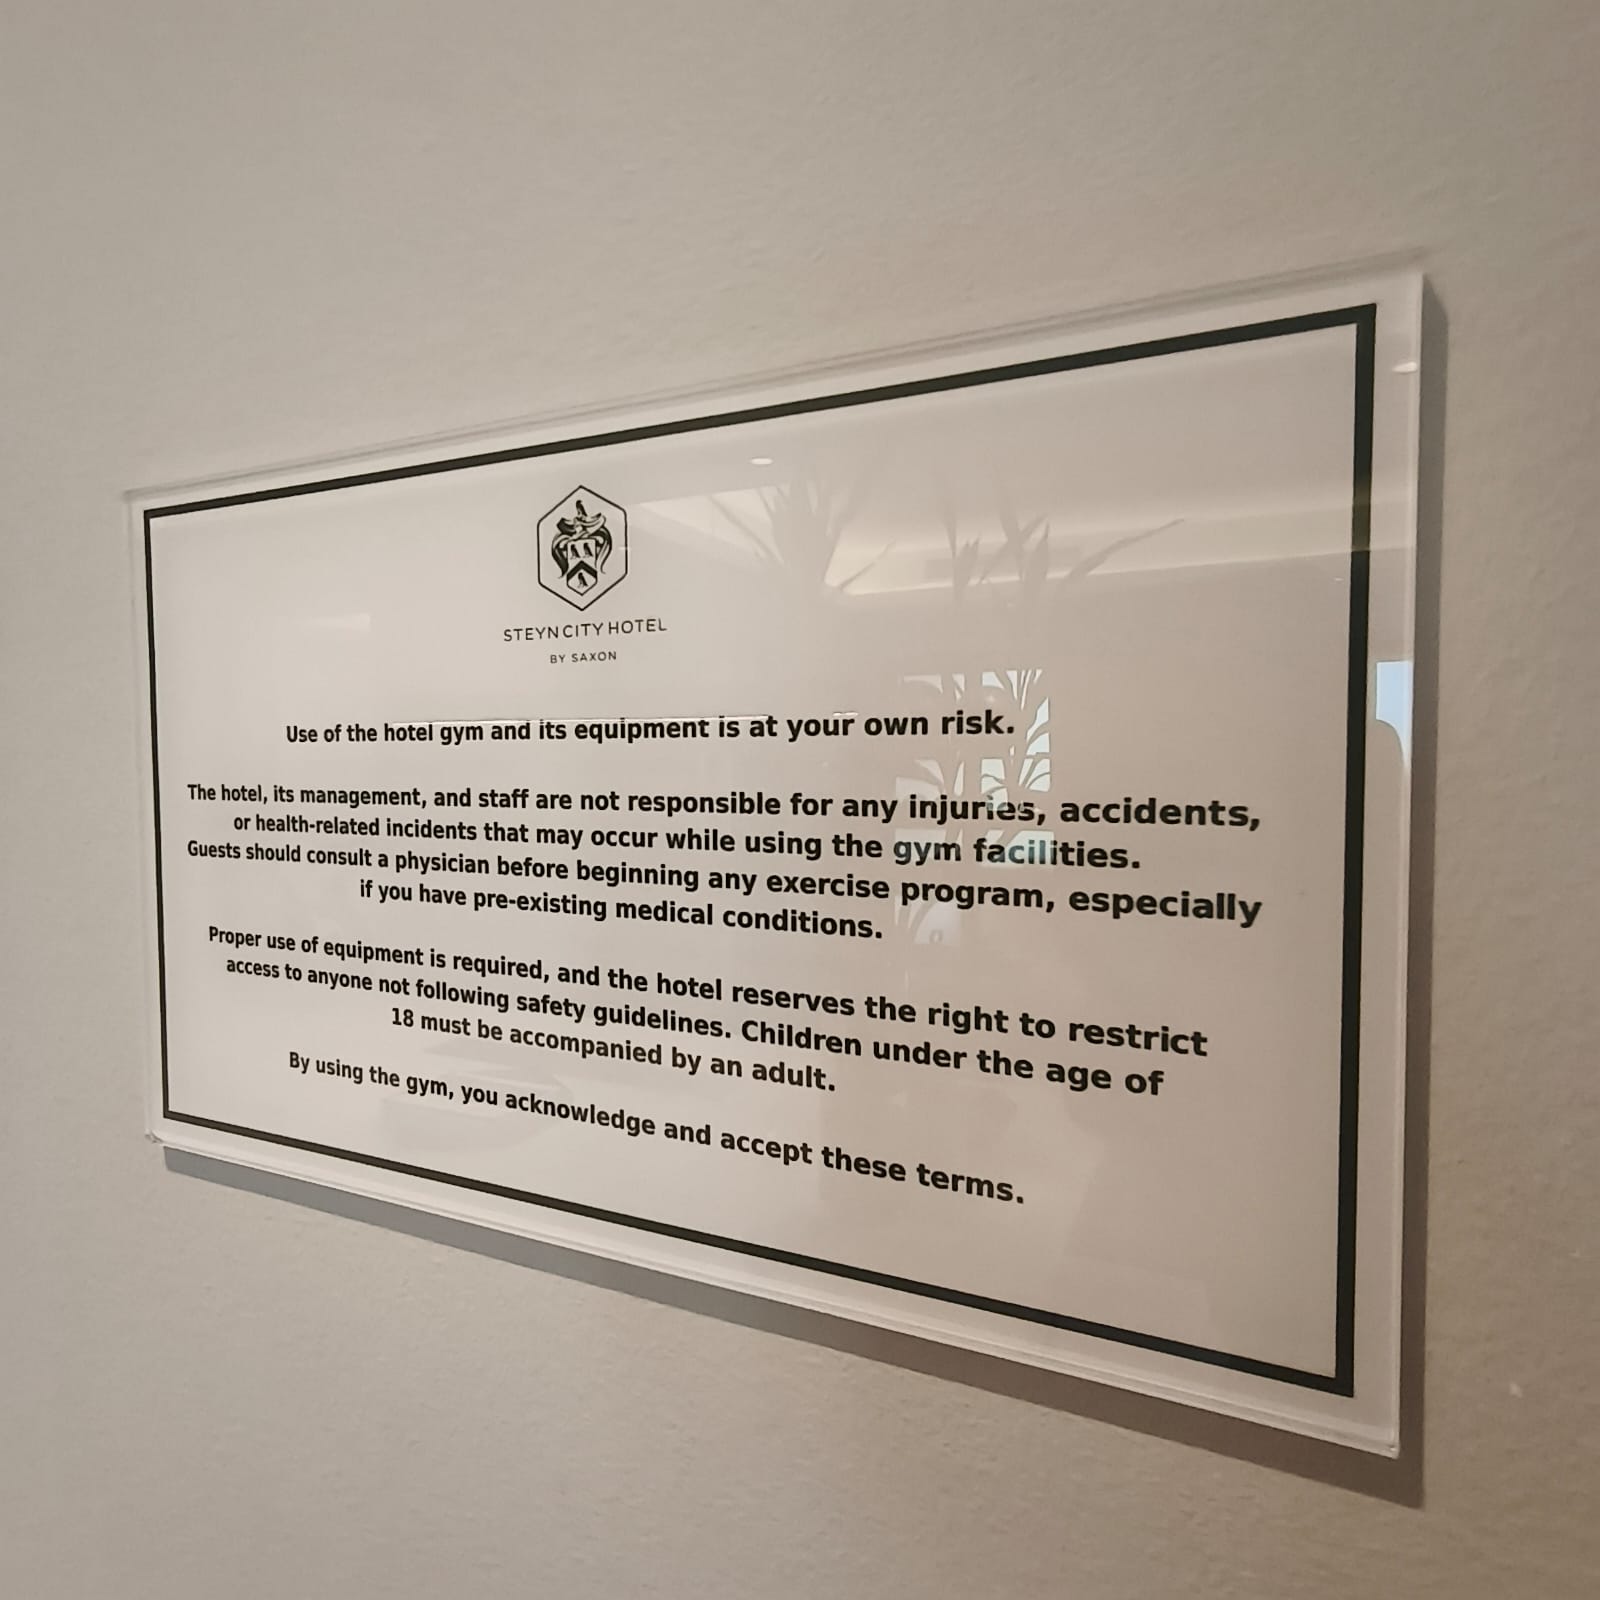 STEYN CITY HOTEL
BY SAXON
Use of the hotel gym and its equipment is at your own risk.
The hotel, its management, and staff are not responsible for any injuries, accidents,
or health-related incidents that may occur while using the gym facilities.
Guests should consult a physician before beginning any exercise program, especially
if you have pre-existing medical conditions.
Proper use of equipment is required, and the hotel reserves the right to restrict
access to anyone not following safety guidelines. Children under the age of
18 must be accompanied by an adult.
By using the gym, you acknowledge and accept these terms.